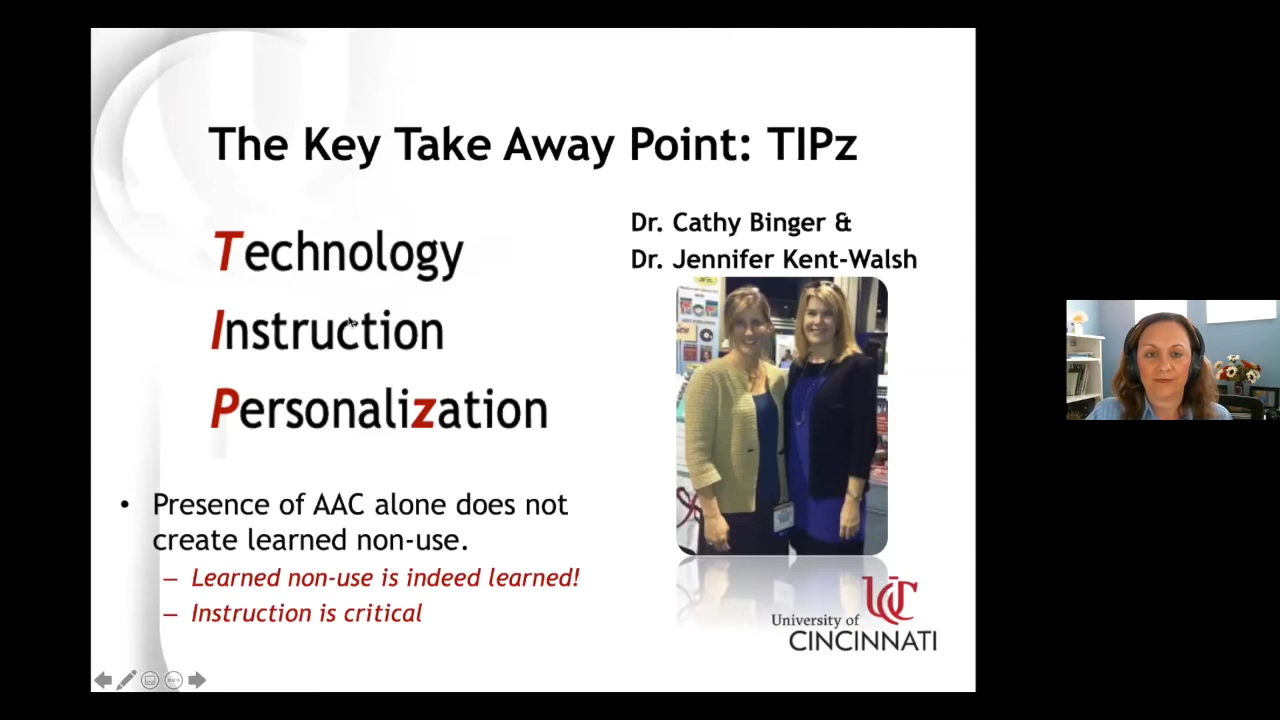 The Key Take Away Point: TIPz
Technology
Instruction
Personalization
Dr. Cathy Binger &
Dr. Jennifer Kent-Walsh
• Presence of AAC alone does not
create learned non-use.
– Learned non-use is indeed learned!
– Instruction is critical
UC
University of
CINCINNATI